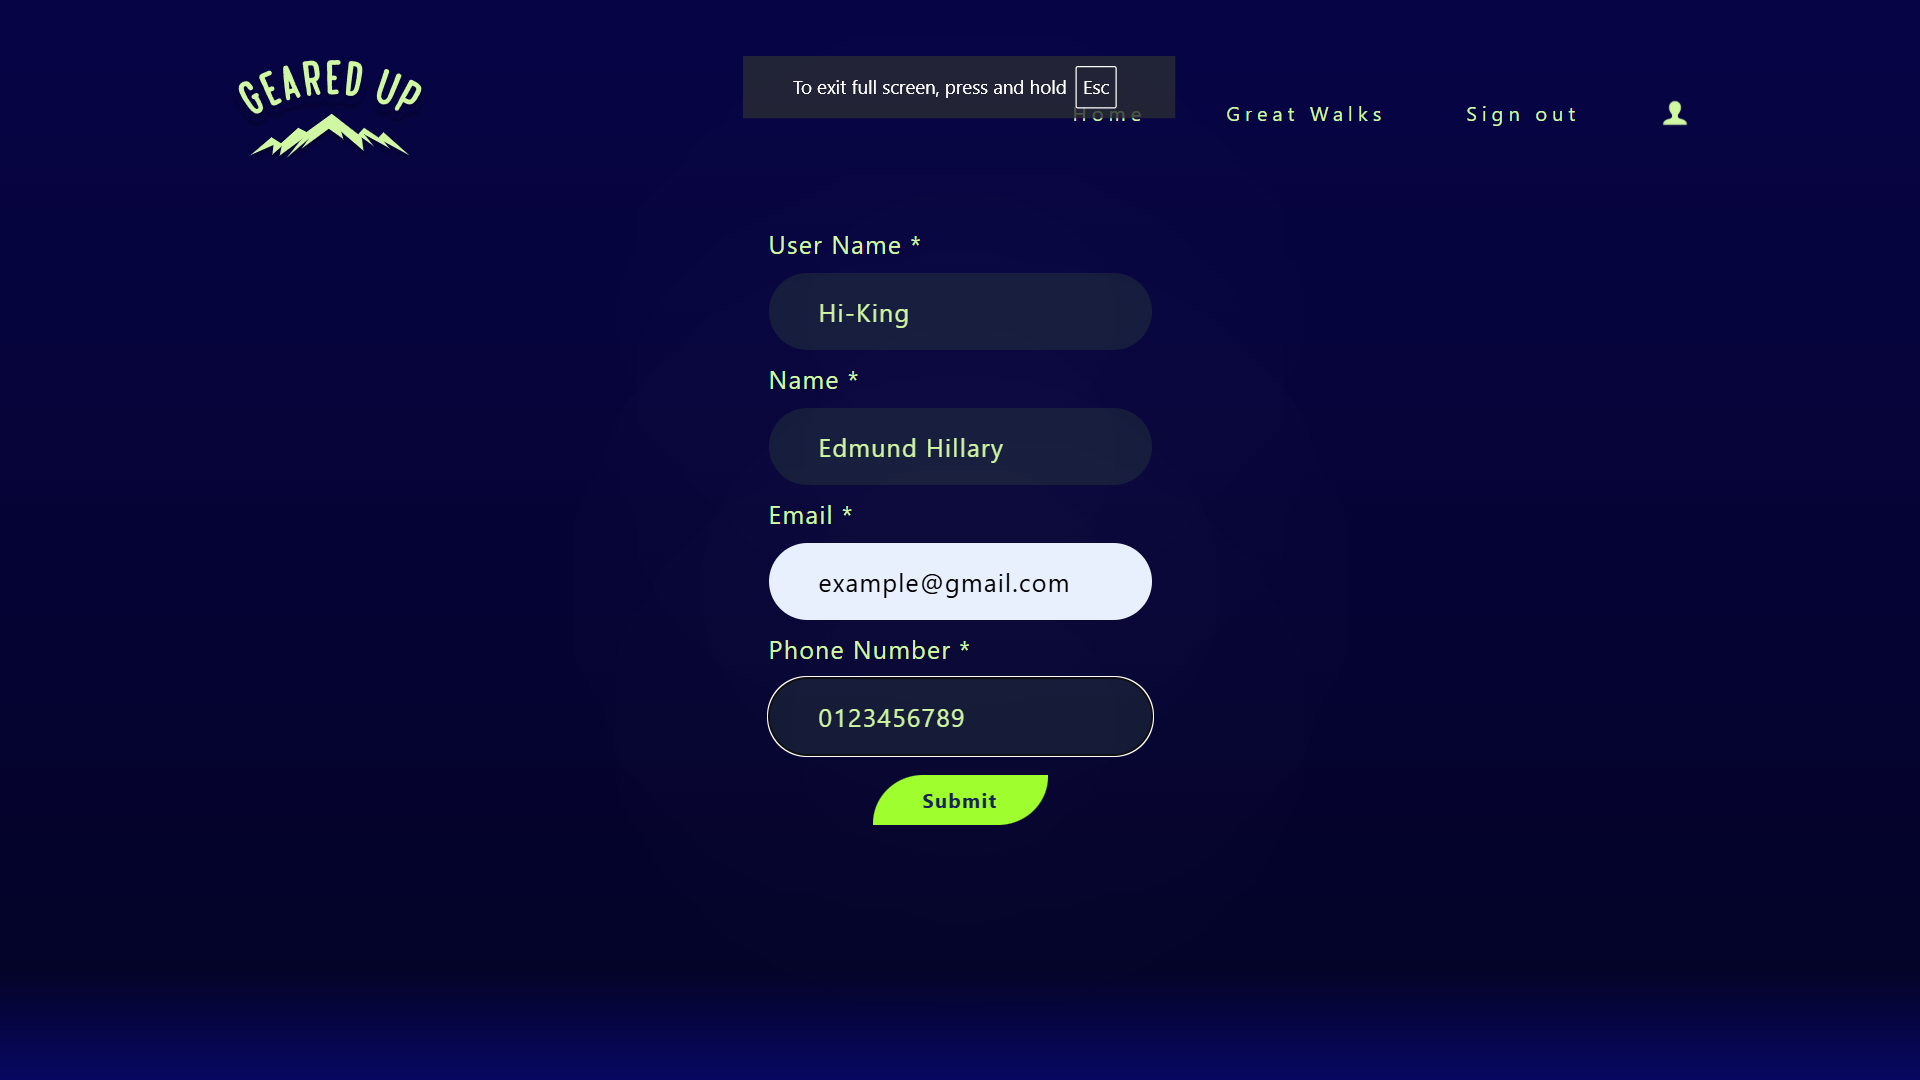 GEARED UP
To exit full screen, press and hold Esc
Home
Great Walks
Sign out
User Name *
Hi-King
Name *
Edmund Hillary
Email *
example@gmail.com
Phone Number *
0123456789
Submit